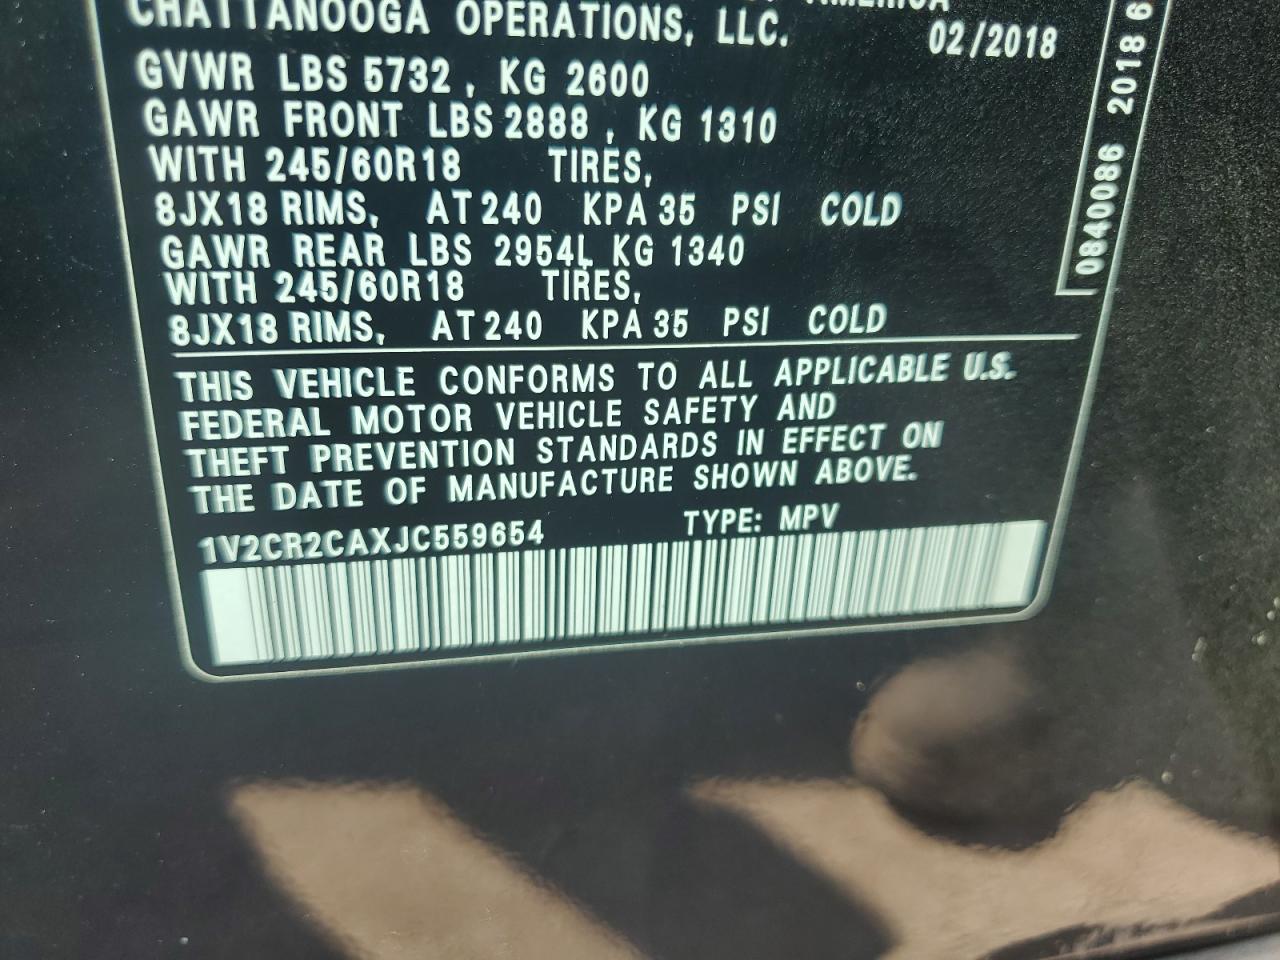 AMERICA
CHATTANOOGA OPERATIONS, LLC. 02/2018
GVWR LBS 5732 , KG 2600
GAWR FRONT LBS 2888 , KG 1310
WITH 245/60R18 TIRES,
8JX18 RIMS, AT 240 KPA 35 PSI COLD
GAWR REAR LBS 2954L KG 1340
WITH 245/60R18 TIRES,
8JX18 RIMS, AT 240 KPA 35 PSI COLD
THIS VEHICLE CONFORMS TO ALL APPLICABLE U.S.
FEDERAL MOTOR VEHICLE SAFETY AND
THEFT PREVENTION STANDARDS IN EFFECT ON
THE DATE OF MANUFACTURE SHOWN ABOVE.
1V2CR2CAXJC559654 TYPE: MPV
0840086 2018 6